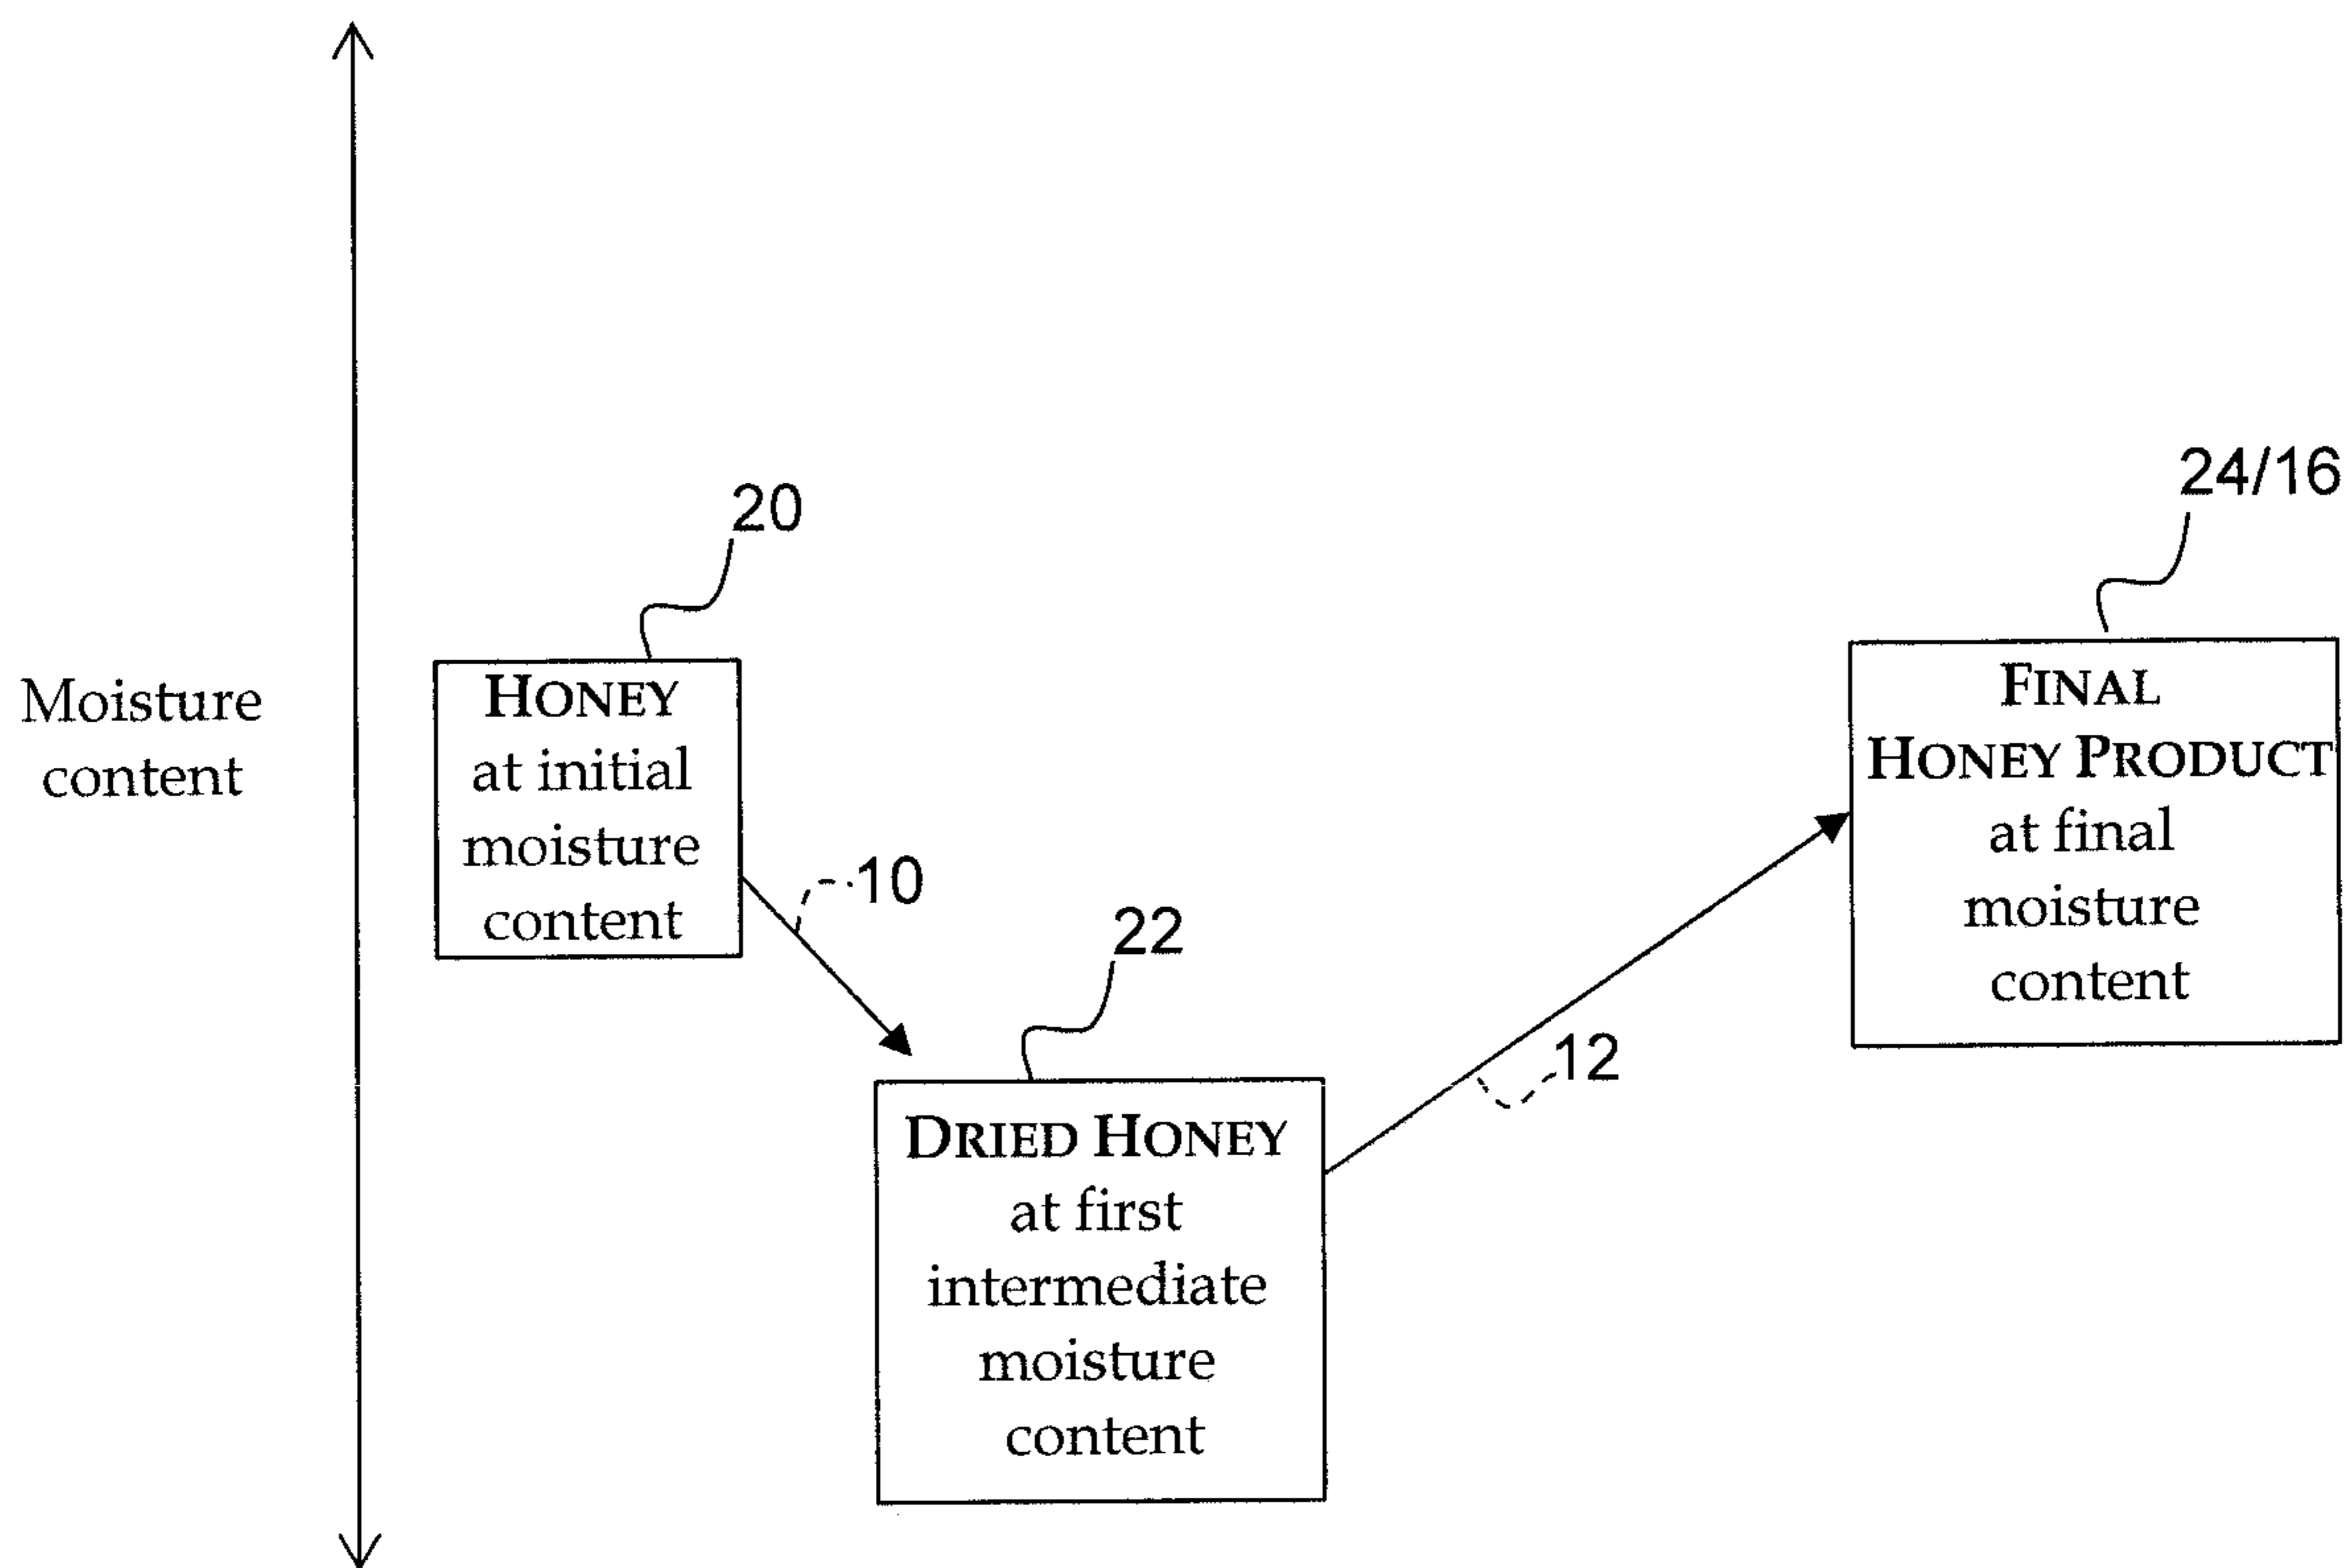 Moisture
content
20
HONEY
at initial
moisture
content
10
22
DRIED HONEY
at first
intermediate
moisture
content
12
24/16
FINAL
HONEY PRODUCT
at final
moisture
content